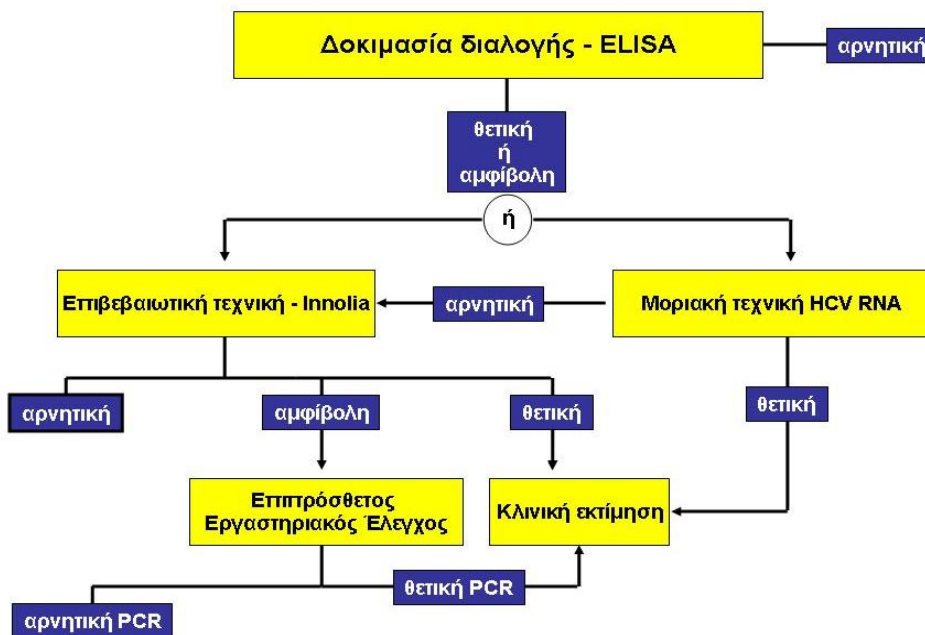 Δοκιμασία διαλογής - ELISA
αρνητική
θετική
ή
αμφίβολη
ή
Επιβεβαιωτική τεχνική - Innolia
αρνητική
Μοριακή τεχνική HCV RNA
αρνητική
αμφίβολη
θετική
θετική
Επιπρόσθετος
Εργαστηριακός Έλεγχος
Κλινική εκτίμηση
θετική PCR
αρνητική PCR